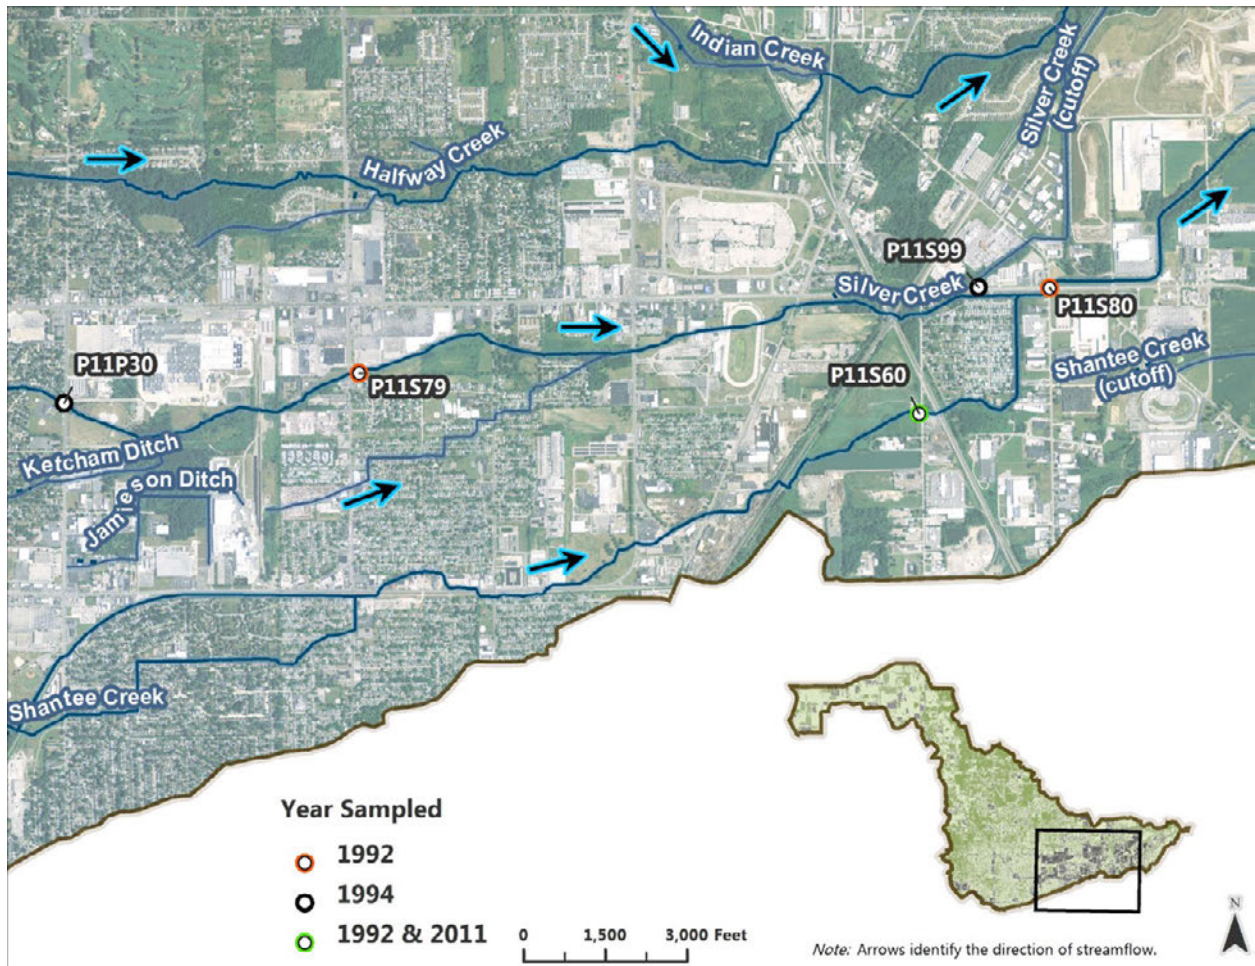 Indian Creek
Silver Creek
(cutoff)
Halfway Creek
P11S99
Silver Creek
P11S80
P11P30
P11S79
P11S60
Shantee Creek
(cutoff)
Ketcham Ditch
Jamieson Ditch
Shantee Creek
Year Sampled
1992
1994
1992 & 2011
0 1,500 3,000 Feet
Note: Arrows identify the direction of streamflow.
N